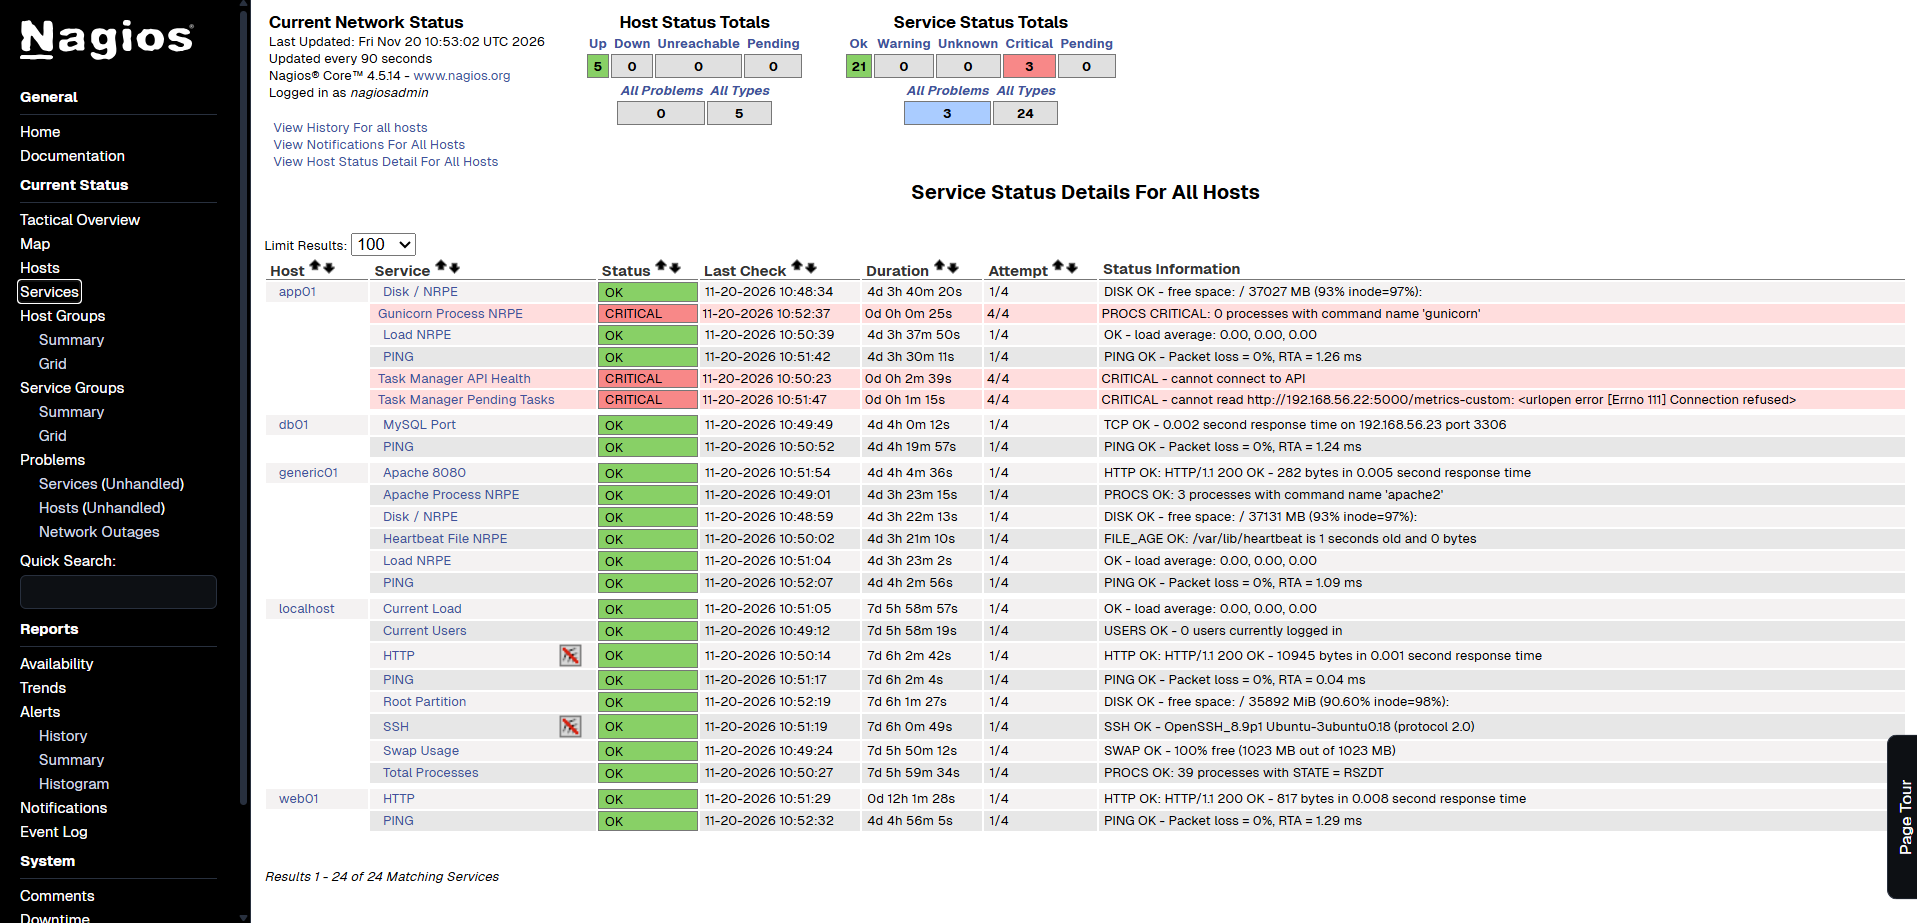 Nagios®
General
Home
Documentation
Current Status
Tactical Overview
Map
Hosts
Services
Host Groups
Summary
Grid
Service Groups
Summary
Grid
Problems
Services (Unhandled)
Hosts (Unhandled)
Network Outages
Quick Search:
Reports
Availability
Trends
Alerts
History
Summary
Histogram
Notifications
Event Log
System
Comments
Downtime
Current Network Status
Last Updated: Fri Nov 20 10:53:02 UTC 2026
Updated every 90 seconds
Nagios® Core™ 4.5.14 - www.nagios.org
Logged in as nagiosadmin
View History For all hosts
View Notifications For All Hosts
View Host Status Detail For All Hosts
Host Status Totals
Up Down Unreachable Pending
5 0 0 0
All Problems All Types
0 5
Service Status Totals
Ok Warning Unknown Critical Pending
21 0 0 3 0
All Problems All Types
3 24
Service Status Details For All Hosts
Limit Results: 100
Host Service Status Last Check Duration Attempt Status Information
app01 Disk / NRPE OK 11-20-2026 10:48:34 4d 3h 40m 20s 1/4 DISK OK - free space: / 37027 MB (93% inode=97%):
Gunicorn Process NRPE CRITICAL 11-20-2026 10:52:37 0d 0h 0m 25s 4/4 PROCS CRITICAL: 0 processes with command name 'gunicorn'
Load NRPE OK 11-20-2026 10:50:39 4d 3h 37m 50s 1/4 OK - load average: 0.00, 0.00, 0.00
PING OK 11-20-2026 10:51:42 4d 3h 30m 11s 1/4 PING OK - Packet loss = 0%, RTA = 1.26 ms
Task Manager API Health CRITICAL 11-20-2026 10:50:23 0d 0h 2m 39s 4/4 CRITICAL - cannot connect to API
Task Manager Pending Tasks CRITICAL 11-20-2026 10:51:47 0d 0h 1m 15s 4/4 CRITICAL - cannot read http://192.168.56.22:5000/metrics-custom: <urlopen error [Errno 111] Connection refused>
db01 MySQL Port OK 11-20-2026 10:49:49 4d 4h 0m 12s 1/4 TCP OK - 0.002 second response time on 192.168.56.23 port 3306
PING OK 11-20-2026 10:50:52 4d 4h 19m 57s 1/4 PING OK - Packet loss = 0%, RTA = 1.24 ms
generic01 Apache 8080 OK 11-20-2026 10:51:54 4d 4h 4m 36s 1/4 HTTP OK: HTTP/1.1 200 OK - 282 bytes in 0.005 second response time
Apache Process NRPE OK 11-20-2026 10:49:01 4d 3h 23m 15s 1/4 PROCS OK: 3 processes with command name 'apache2'
Disk / NRPE OK 11-20-2026 10:48:59 4d 3h 22m 13s 1/4 DISK OK - free space: / 37131 MB (93% inode=97%):
Heartbeat File NRPE OK 11-20-2026 10:50:02 4d 3h 21m 10s 1/4 FILE_AGE OK: /var/lib/heartbeat is 1 seconds old and 0 bytes
Load NRPE OK 11-20-2026 10:51:04 4d 3h 23m 2s 1/4 OK - load average: 0.00, 0.00, 0.00
PING OK 11-20-2026 10:52:07 4d 4h 2m 56s 1/4 PING OK - Packet loss = 0%, RTA = 1.09 ms
localhost Current Load OK 11-20-2026 10:51:05 7d 5h 58m 57s 1/4 OK - load average: 0.00, 0.00, 0.00
Current Users OK 11-20-2026 10:49:12 7d 5h 58m 19s 1/4 USERS OK - 0 users currently logged in
HTTP OK 11-20-2026 10:50:14 7d 6h 2m 42s 1/4 HTTP OK: HTTP/1.1 200 OK - 10945 bytes in 0.001 second response time
PING OK 11-20-2026 10:51:17 7d 6h 2m 4s 1/4 PING OK - Packet loss = 0%, RTA = 0.04 ms
Root Partition OK 11-20-2026 10:52:19 7d 6h 1m 27s 1/4 DISK OK - free space: / 35892 MiB (90.60% inode=98%):
SSH OK 11-20-2026 10:51:19 7d 6h 0m 49s 1/4 SSH OK - OpenSSH_8.9p1 Ubuntu-3ubuntu0.18 (protocol 2.0)
Swap Usage OK 11-20-2026 10:49:24 7d 5h 50m 12s 1/4 SWAP OK - 100% free (1023 MB out of 1023 MB)
Total Processes OK 11-20-2026 10:50:27 7d 5h 59m 34s 1/4 PROCS OK: 39 processes with STATE = RSZDT
web01 HTTP OK 11-20-2026 10:51:29 0d 12h 1m 28s 1/4 HTTP OK: HTTP/1.1 200 OK - 817 bytes in 0.008 second response time
PING OK 11-20-2026 10:52:32 4d 4h 56m 5s 1/4 PING OK - Packet loss = 0%, RTA = 1.29 ms
Results 1 - 24 of 24 Matching Services
Page Tour